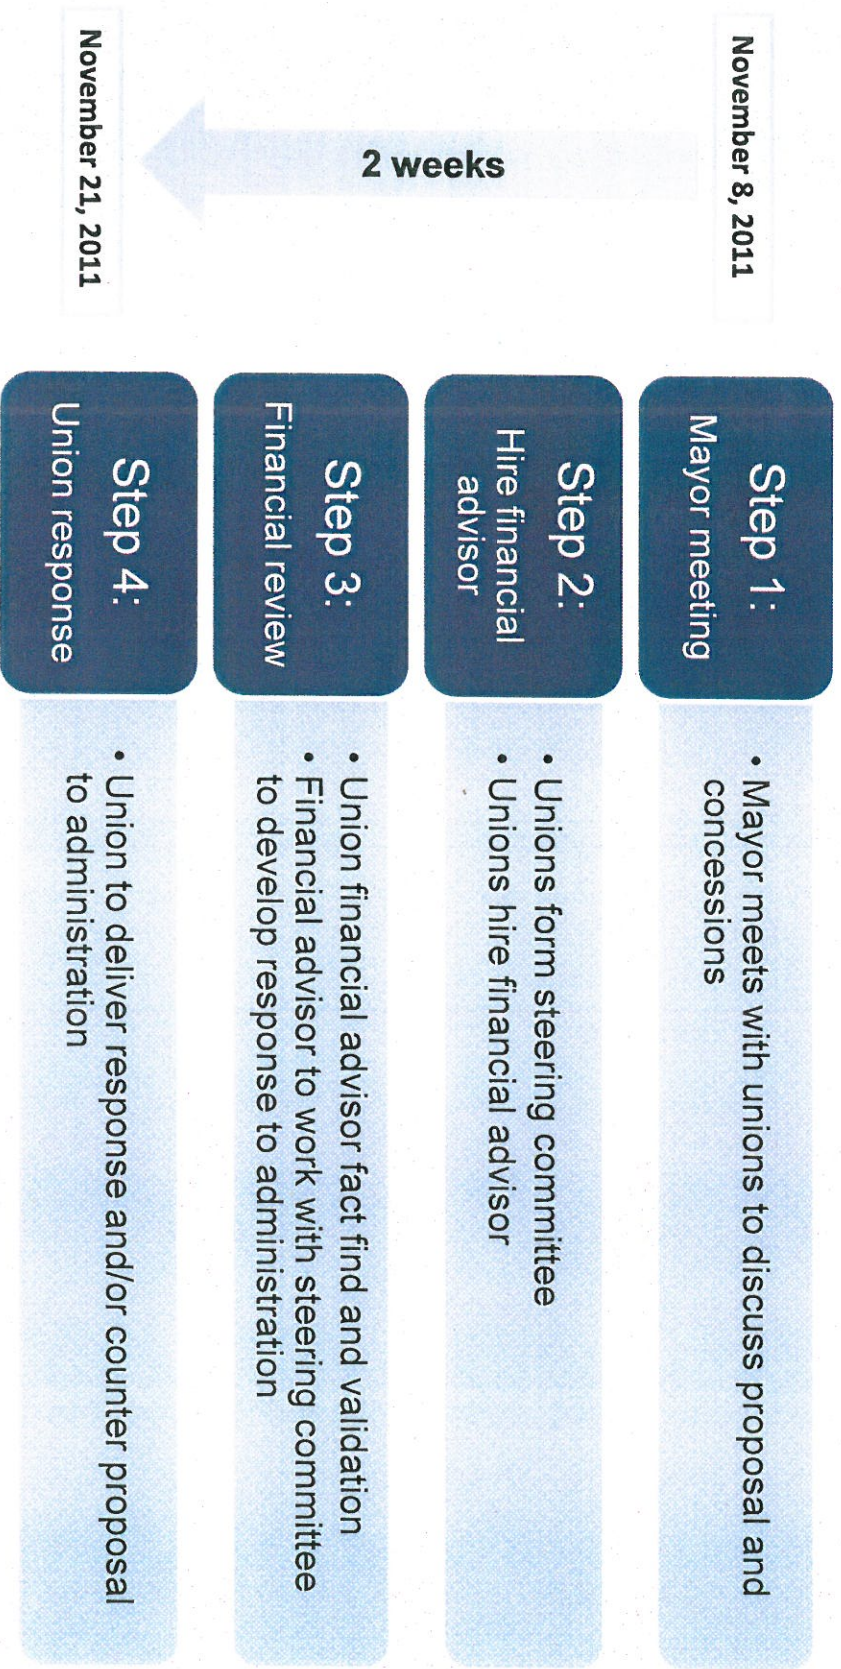 November 8, 2011
2 weeks
November 21, 2011
Step 1:
Mayor meeting
• Mayor meets with unions to discuss proposal and
concessions
Step 2:
Hire financial
advisor
• Unions form steering committee
• Unions hire financial advisor
Step 3:
Financial review
• Union financial advisor fact find and validation
• Financial advisor to work with steering committee
to develop response to administration
Step 4:
Union response
• Union to deliver response and/or counter proposal
to administration